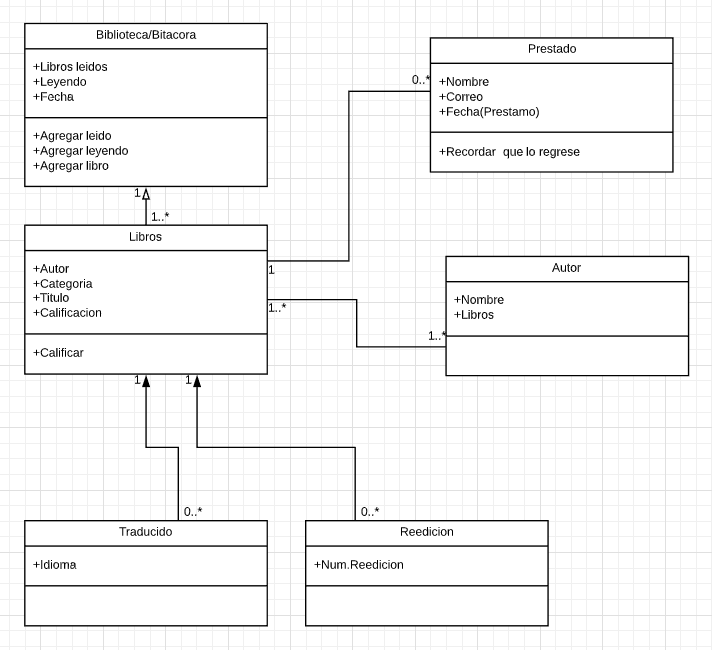 Biblioteca/Bitacora
+Libros leidos
+Leyendo
+Fecha
+Agregar leido
+Agregar leyendo
+Agregar libro
Prestado
+Nombre
+Correo
+Fecha(Prestamo)
+Recordar  que lo regrese
0..*
1
1..*
Libros
+Autor
+Categoria
+Titulo
+Calificacion
+Calificar
1
1..*
Autor
+Nombre
+Libros
1..*
1
1
0..*
0..*
Traducido
+Idioma
Reedicion
+Num.Reedicion